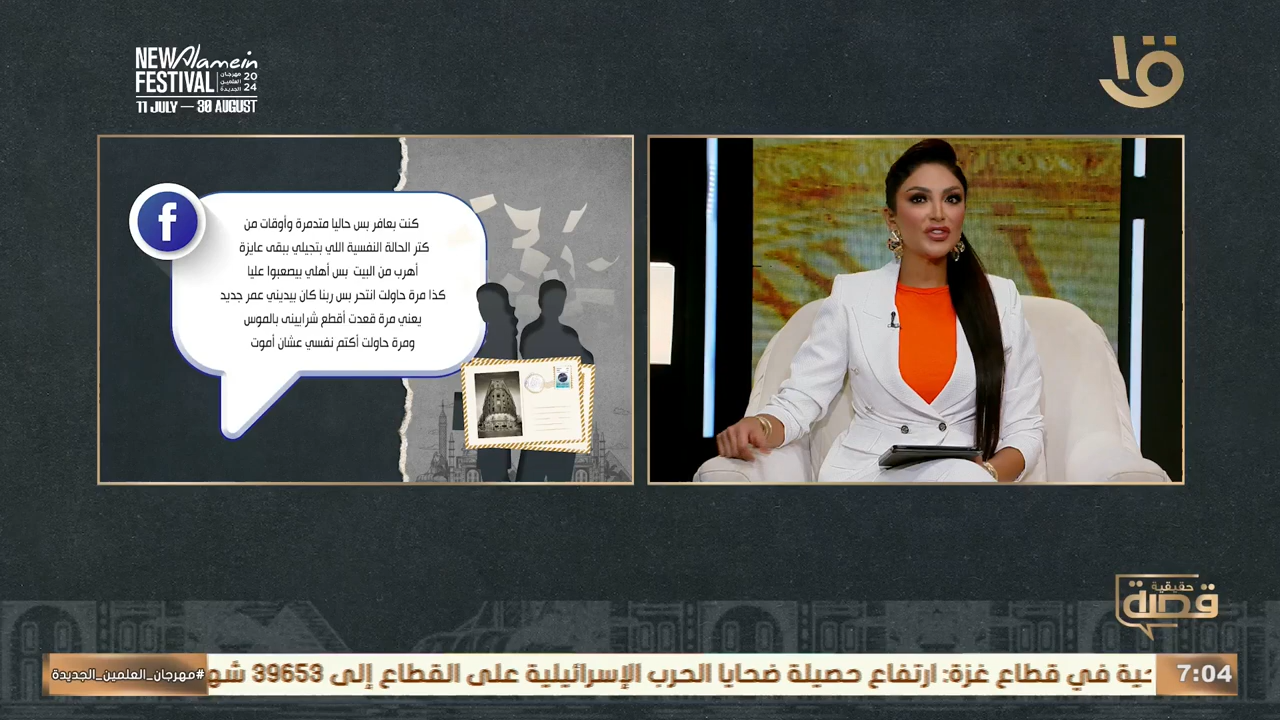 NEW Alamein
FESTIVAL
مهرجان
العلمين
الجديدة
20
24
11 JULY — 30 AUGUST
f
كنت بعافر بس حاليا متدمرة وأوقات من
كتر الحالة النفسية اللي بتجيلي ببقى عايزة
أهرب من البيت بس أهلي بيصعبوا عليا
كذا مرة حاولت انتحر بس ربنا كان بيديني عمر جديد
يعني مرة قعدت أقطع شرايينى بالموس
ومرة حاولت أكتم نفسي عشان أموت
قصة
حقيقية
7:04
حية في قطاع غزة: ارتفاع حصيلة ضحايا الحرب الإسرائيلية على القطاع إلى 39653 شه
#مهرجان_العلمين_الجديدة